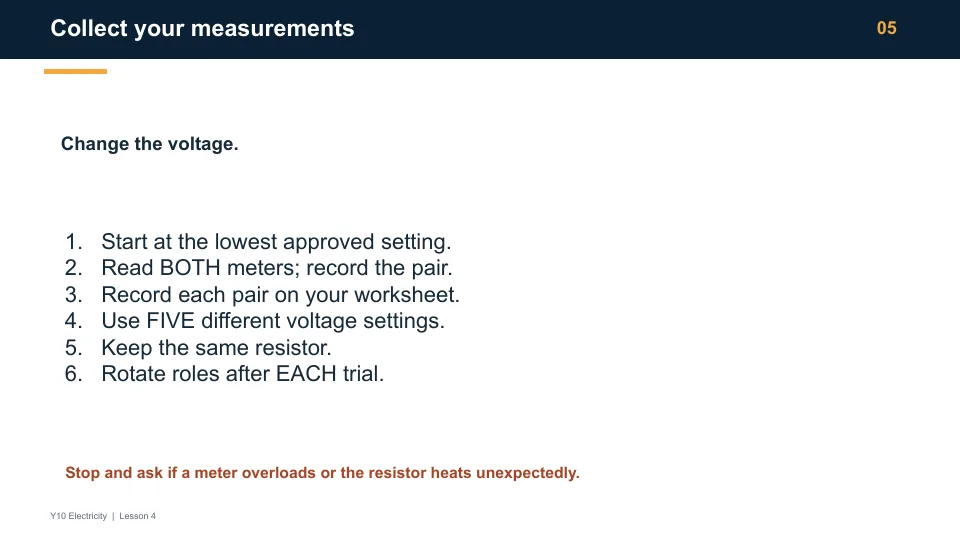 Collect your measurements
05
Change the voltage.
1. Start at the lowest approved setting.
2. Read BOTH meters; record the pair.
3. Record each pair on your worksheet.
4. Use FIVE different voltage settings.
5. Keep the same resistor.
6. Rotate roles after EACH trial.
Stop and ask if a meter overloads or the resistor heats unexpectedly.
Y10 Electricity | Lesson 4